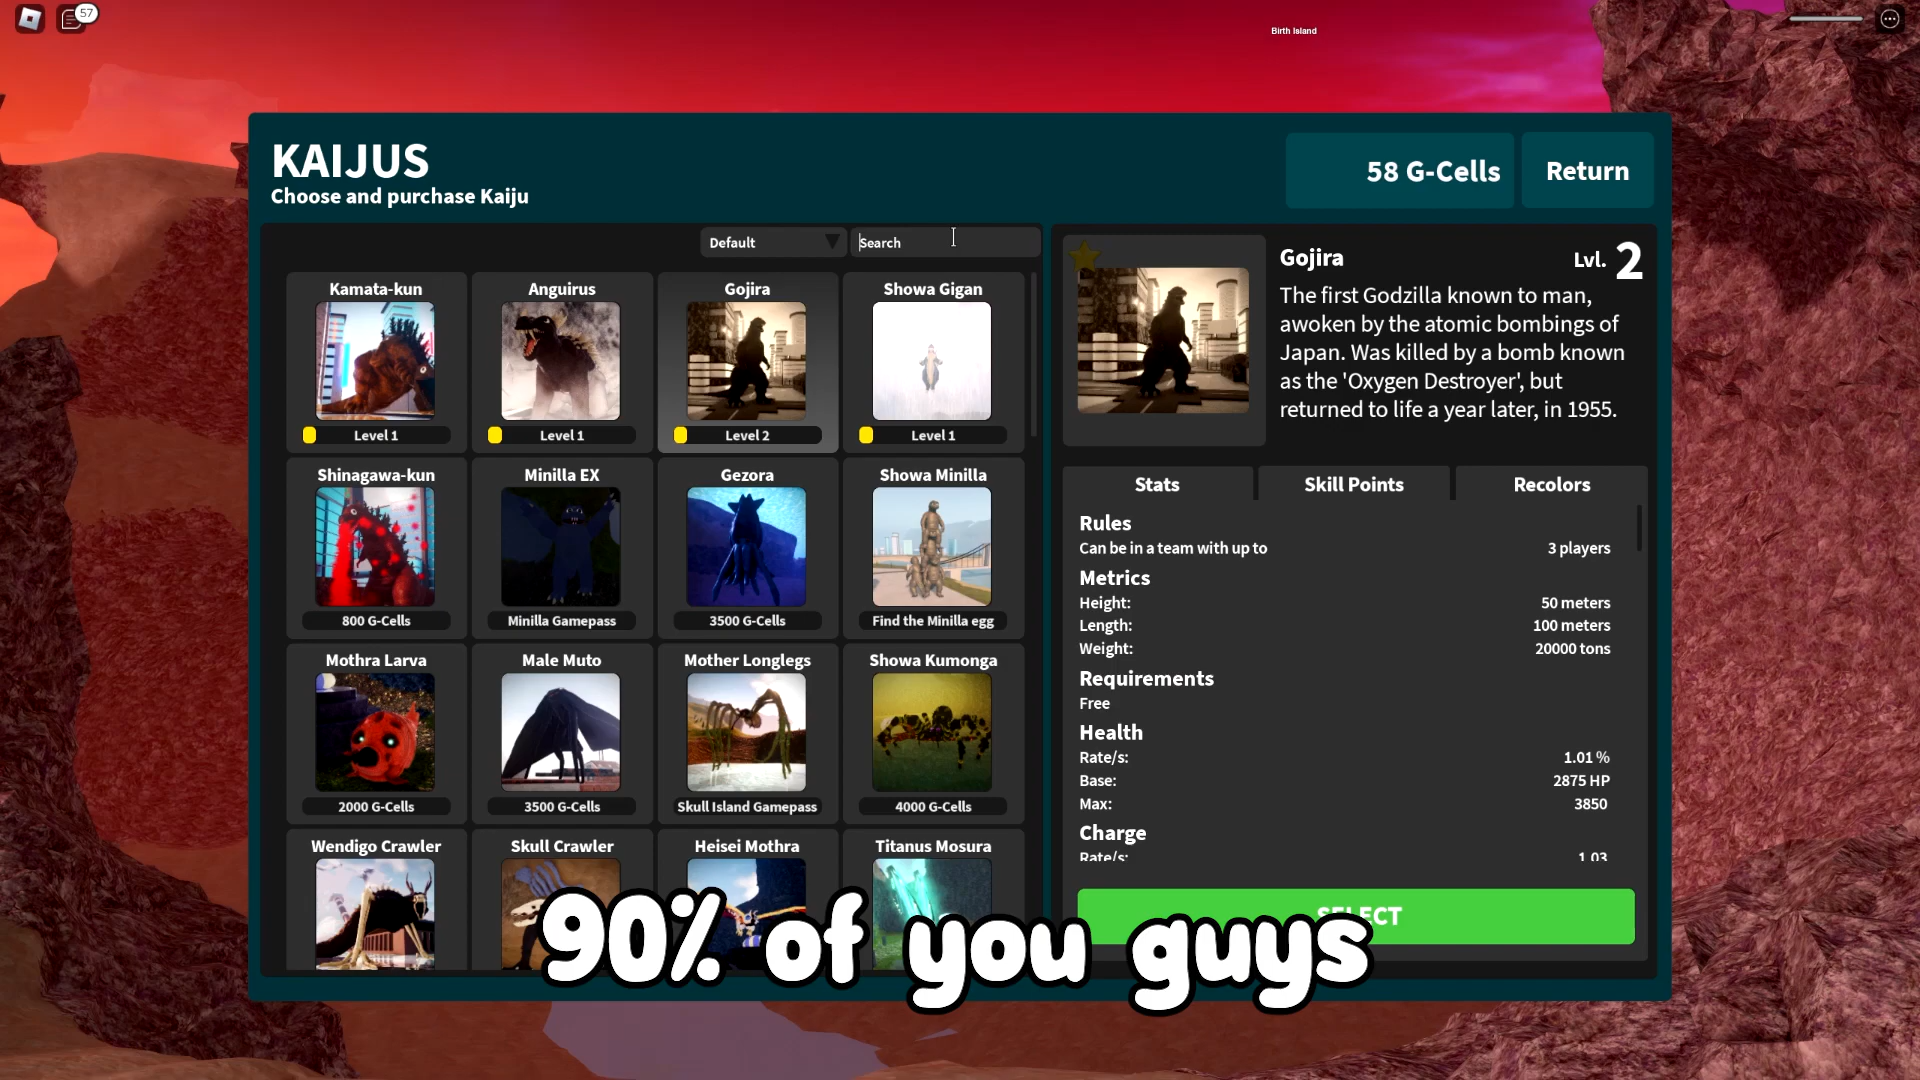 57
Birth Island
KAIJUS
Choose and purchase Kaiju
58 G-Cells
Return
Default
Search
Kamata-kun
Anguirus
Gojira
Showa Gigan
Level 1
Level 1
Level 2
Level 1
Shinagawa-kun
Minilla EX
Gezora
Showa Minilla
800 G-Cells
Minilla Gamepass
3500 G-Cells
Find the Minilla egg
Mothra Larva
Male Muto
Mother Longlegs
Showa Kumonga
2000 G-Cells
3500 G-Cells
Skull Island Gamepass
4000 G-Cells
Wendigo Crawler
Skull Crawler
Heisei Mothra
Titanus Mosura
Gojira
Lvl. 2
The first Godzilla known to man,
awoken by the atomic bombings of
Japan. Was killed by a bomb known
as the 'Oxygen Destroyer', but
returned to life a year later, in 1955.
Stats
Skill Points
Recolors
Rules
Can be in a team with up to 3 players
Metrics
Height: 50 meters
Length: 100 meters
Weight: 20000 tons
Requirements
Free
Health
Rate/s: 1.01 %
Base: 2875 HP
Max: 3850
Charge
Rate/s: 1.03
SELECT
90% of you guys